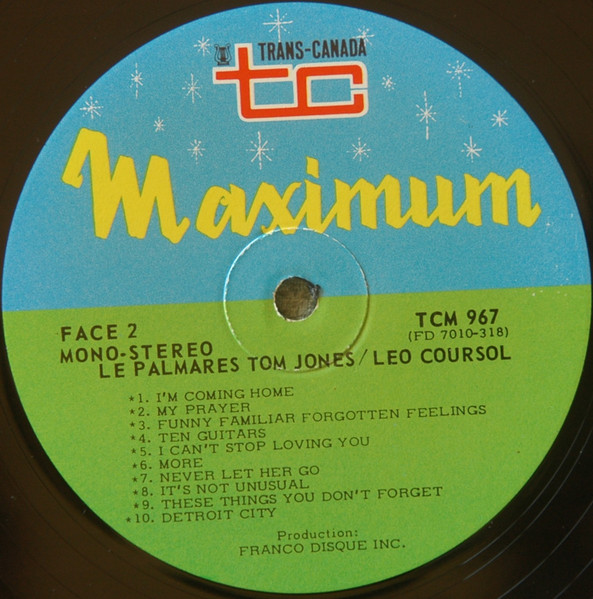 TRANS-CANADA
tc
Maximum
FACE 2
TCM 967
(FD 7010-318)
MONO-STEREO
LE PALMARES TOM JONES/LEO COURSOL
*1. I'M COMING HOME
*2. MY PRAYER
*3. FUNNY FAMILIAR FORGOTTEN FEELINGS
*4. TEN GUITARS
*5. I CAN'T STOP LOVING YOU
*6. MORE
*7. NEVER LET HER GO
*8. IT'S NOT UNUSUAL
*9. THESE THINGS YOU DON'T FORGET
*10. DETROIT CITY
Production:
FRANCO DISQUE INC.